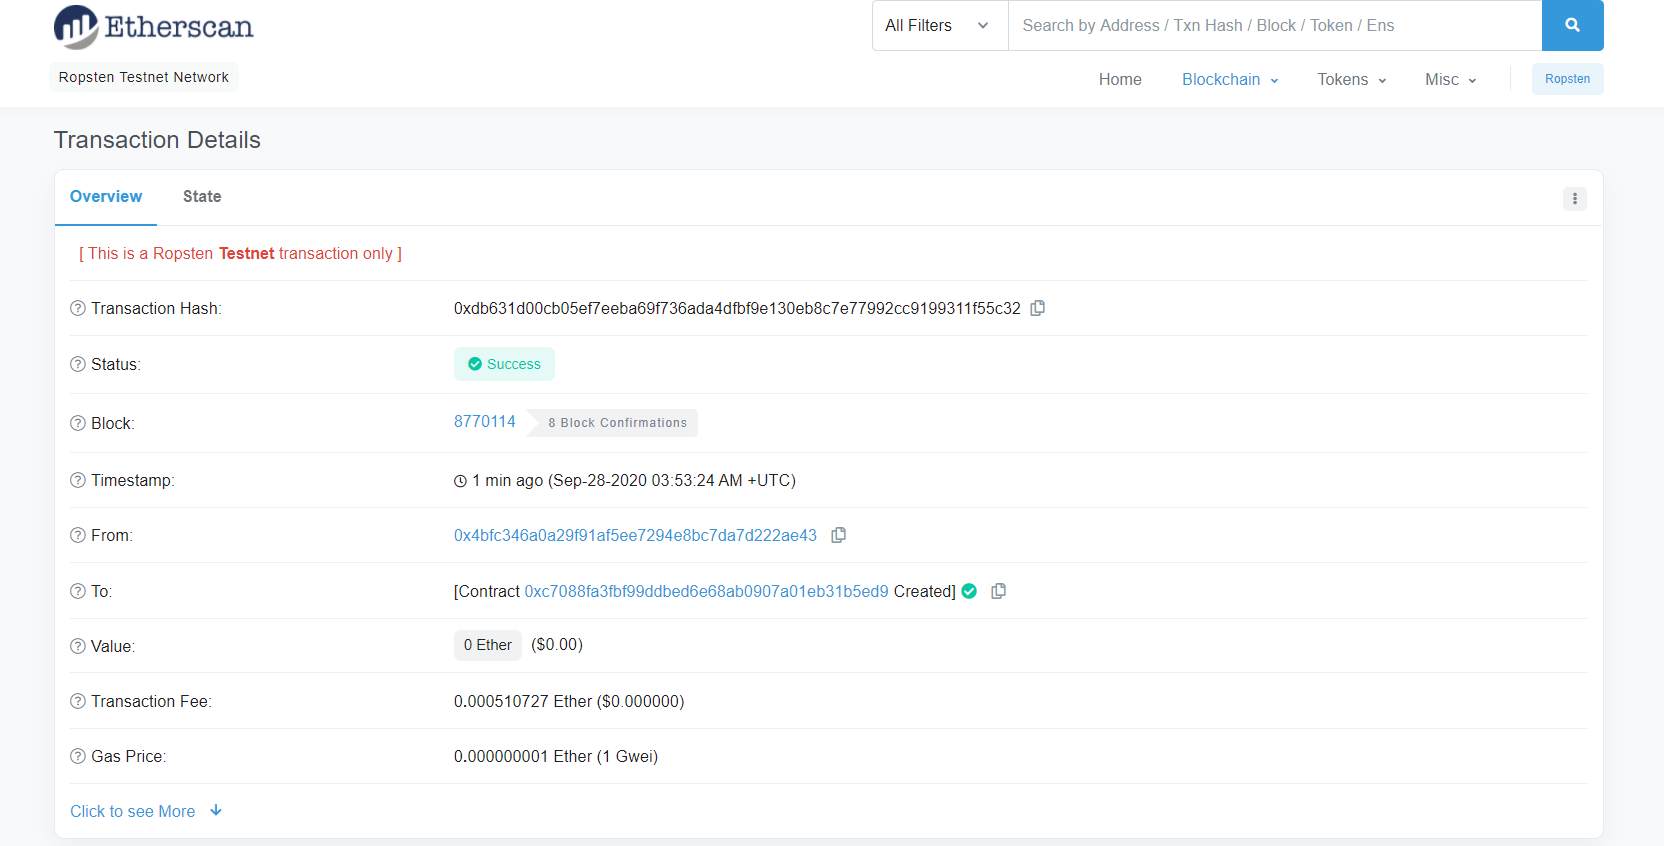 Etherscan
All Filters
Search by Address / Txn Hash / Block / Token / Ens
Ropsten Testnet Network
Home Blockchain Tokens Misc Ropsten
Transaction Details
Overview State
[ This is a Ropsten Testnet transaction only ]
? Transaction Hash: 0xdb631d00cb05ef7eeba69f736ada4dfbf9e130eb8c7e77992cc9199311f55c32
? Status: Success
? Block: 8770114 8 Block Confirmations
? Timestamp: 1 min ago (Sep-28-2020 03:53:24 AM +UTC)
? From: 0x4bfc346a0a29f91af5ee7294e8bc7da7d222ae43
? To: [Contract 0xc7088fa3fbf99ddbed6e68ab0907a01eb31b5ed9 Created]
? Value: 0 Ether ($0.00)
? Transaction Fee: 0.000510727 Ether ($0.000000)
? Gas Price: 0.000000001 Ether (1 Gwei)
Click to see More